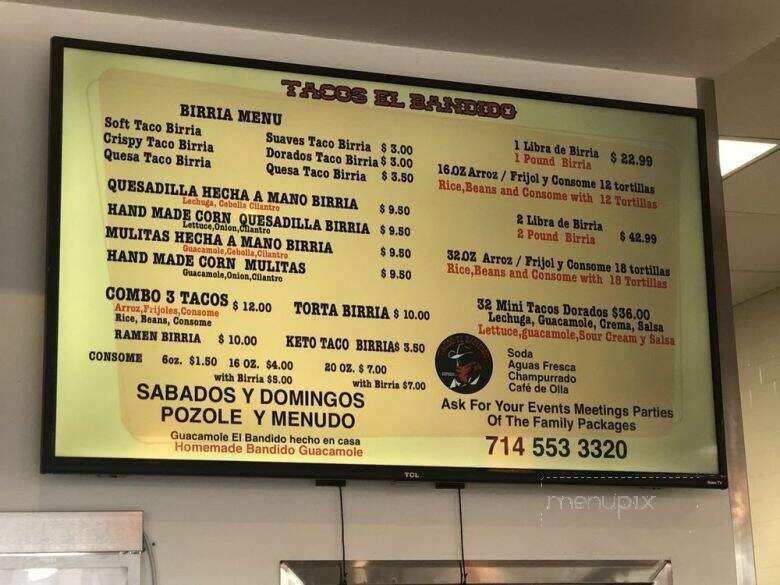 TACOS EL BANDIDO
BIRRIA MENU
Soft Taco Birria
Crispy Taco Birria
Quesa Taco Birria
Suaves Taco Birria $ 3.00
Dorados Taco Birria $ 3.00
Quesa Taco Birria $ 3.50
QUESADILLA HECHA A MANO BIRRIA $ 9.50
Lechuga, Cebolla Cilantro
HAND MADE CORN QUESADILLA BIRRIA $ 9.50
Lettuce,Onion,Cilantro
MULITAS HECHA A MANO BIRRIA $ 9.50
Guacamole,Cebolla,Cilantro
HAND MADE CORN MULITAS $ 9.50
Guacamole,Onion,Cilantro
COMBO 3 TACOS $ 12.00
Arroz,Frijoles,Consome
Rice, Beans, Consome
TORTA BIRRIA $ 10.00
RAMEN BIRRIA $ 10.00
KETO TACO BIRRIAS 3.50
CONSOME 6oz. $1.50 16 OZ. $4.00 20 OZ. $ 7.00
with Birria $5.00 with Birria $7.00
SABADOS Y DOMINGOS
POZOLE Y MENUDO
Guacamole El Bandido hecho en casa
Homemade Bandido Guacamole
1 Libra de Birria $ 22.99
1 Pound Birria
16.OZ Arroz / Frijol y Consome 12 tortillas
Rice,Beans and Consome with 12 Tortillas
2 Libra de Birria
2 Pound Birria $ 42.99
32.OZ Arroz / Frijol y Consome 18 tortillas
Rice,Beans and Consome with 18 Tortillas
32 Mini Tacos Dorados $36.00
Lechuga, Guacamole, Crema, Salsa
Lettuce,guacamole,Sour Cream y Salsa
Soda
Aguas Fresca
Champurrado
Café de Olla
Ask For Your Events Meetings Parties
Of The Family Packages
714 553 3320
TCL
Roku TV
menupix